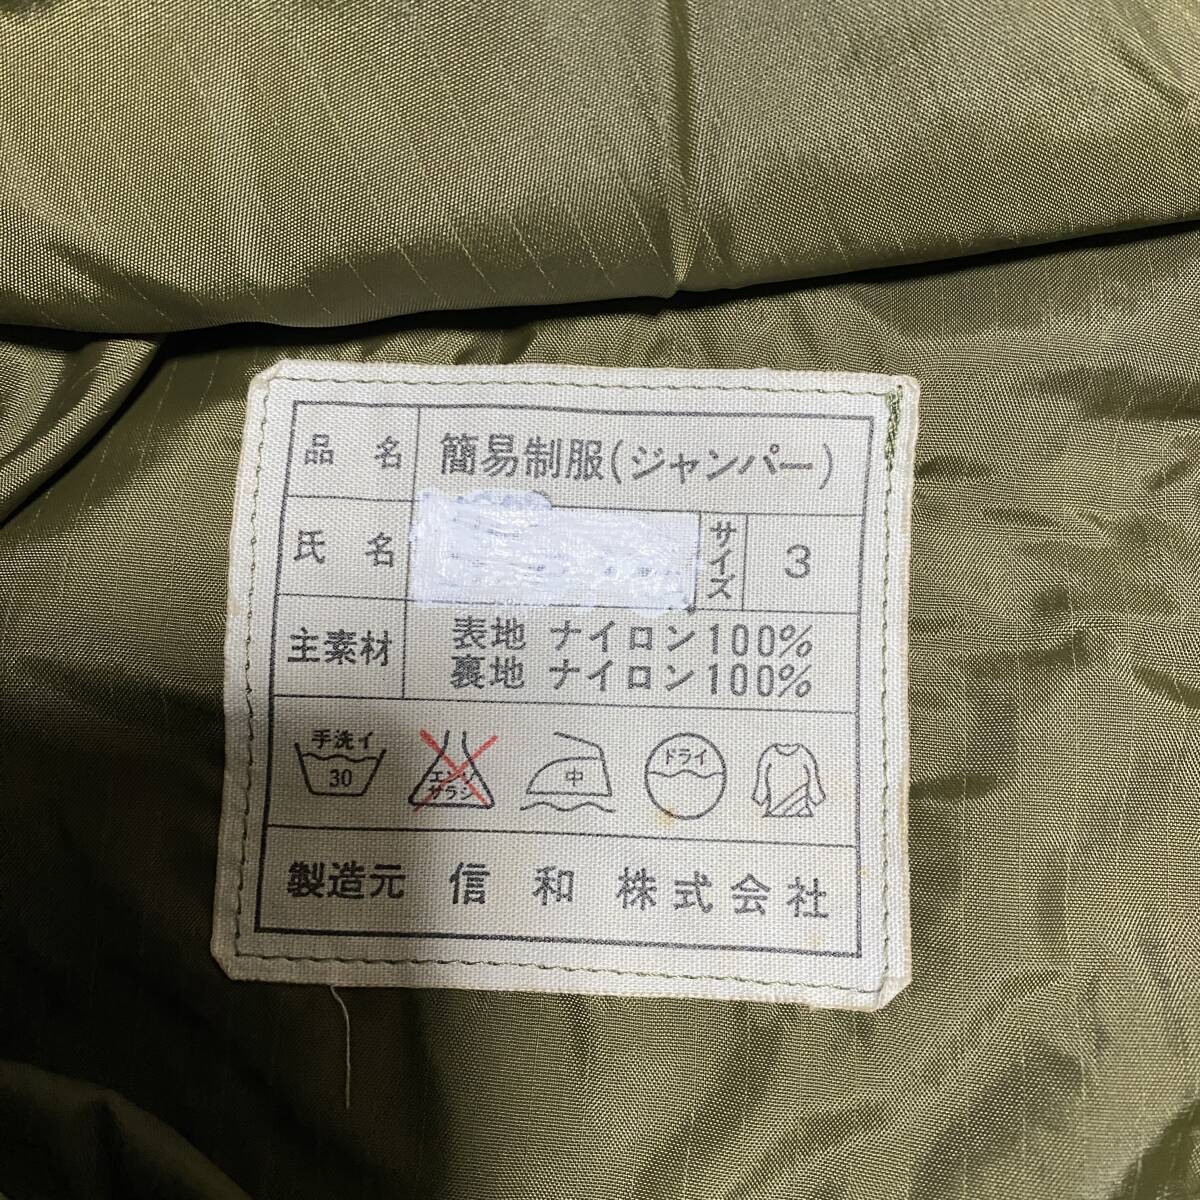 品名 簡易制服(ジャンパー)
氏名 サイズ 3
主素材 表地 ナイロン100%
裏地 ナイロン100%
手洗イ 30 エンソサラシ 中 ドライ
製造元 信和株式会社